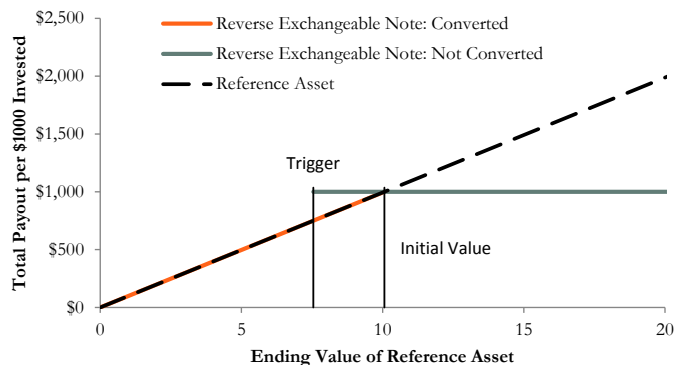 $2,500
$2,000
$1,500
$1,000
$500
$0
Total Payout per $1000 Invested
Reverse Exchangeable Note: Converted
Reverse Exchangeable Note: Not Converted
Reference Asset
Trigger
Initial Value
0 5 10 15 20
Ending Value of Reference Asset